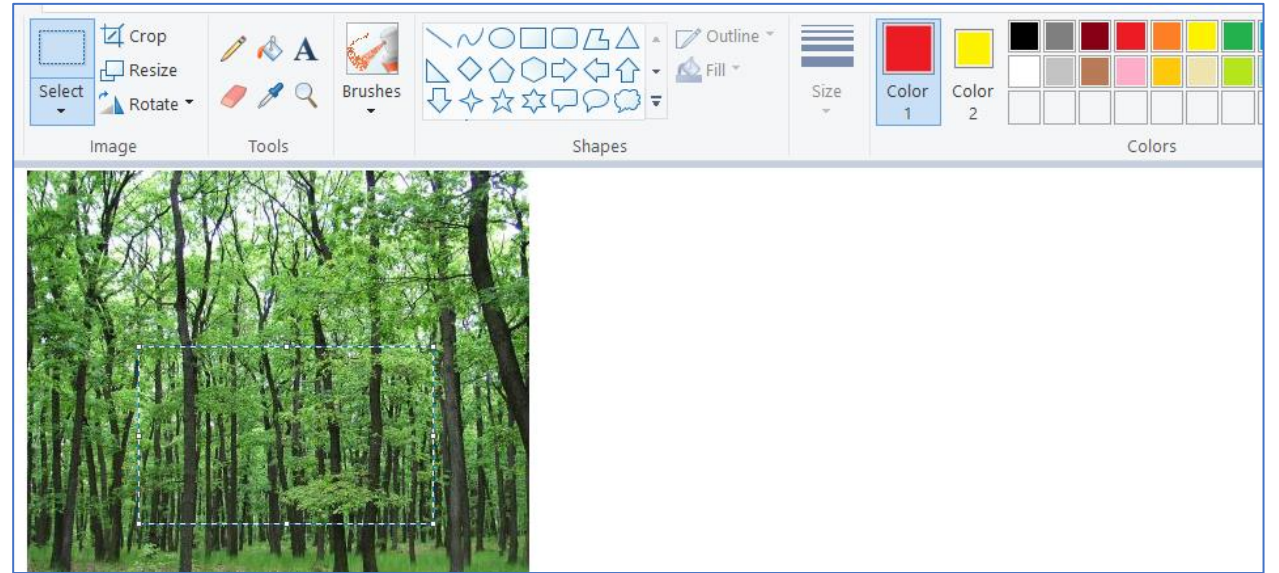 Crop
Resize
Rotate
Select
Image
A
Tools
Brushes
Outline
Fill
Shapes
Size
Color
1
Color
2
Colors